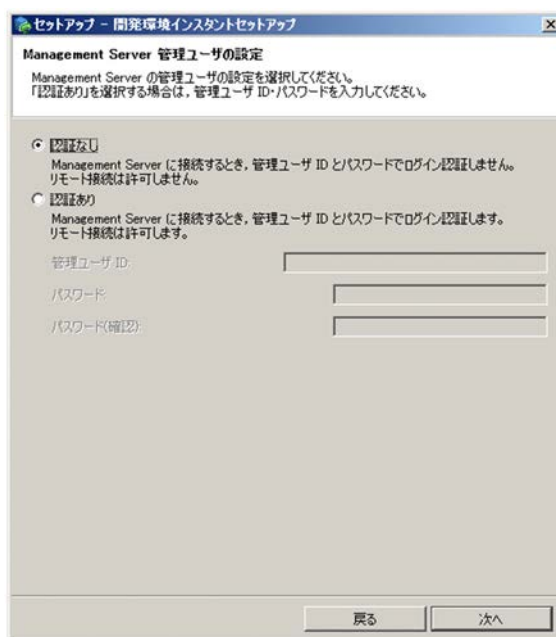 セットアップ - 開発環境インスタントセットアップ
Management Server 管理ユーザの設定
Management Server の管理ユーザの設定を選択してください。
「認証あり」を選択する場合は，管理ユーザ ID・パスワードを入力してください。
認証なし
Management Server に接続するとき，管理ユーザ ID とパスワードでログイン認証しません。
リモート接続は許可しません。
認証あり
Management Server に接続するとき，管理ユーザ ID とパスワードでログイン認証します。
リモート接続は許可します。
管理ユーザ ID:
パスワード:
パスワード(確認):
戻る
次へ